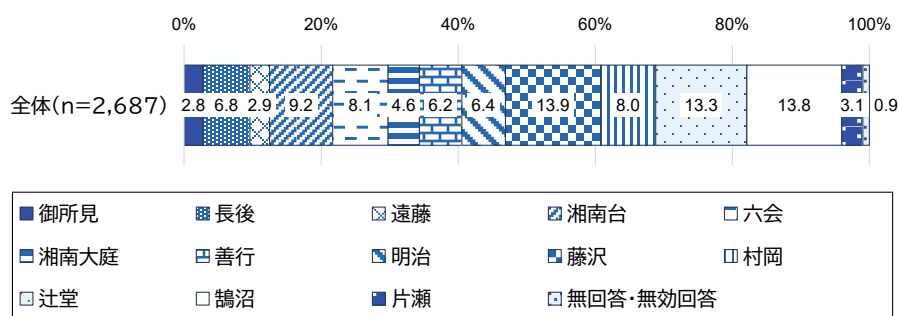 0% 20% 40% 60% 80% 100%
全体(n=2,687) 2.8 6.8 2.9 9.2 8.1 4.6 6.2 6.4 13.9 8.0 13.3 13.8 3.1 0.9
御所見 長後 遠藤 湘南台 六会
湘南大庭 善行 明治 藤沢 村岡
辻堂 鵠沼 片瀬 無回答・無効回答